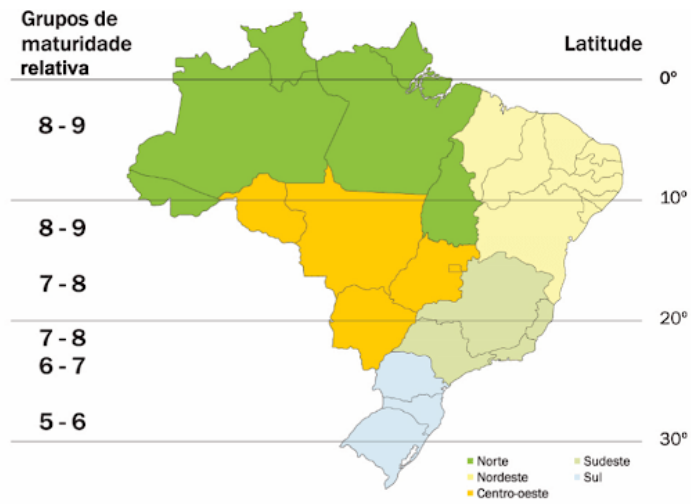 Grupos de
maturidade
relativa
Latitude
0º
8 - 9
10º
8 - 9
7 - 8
20º
7 - 8
6 - 7
5 - 6
30º
Norte
Nordeste
Centro-oeste
Sudeste
Sul